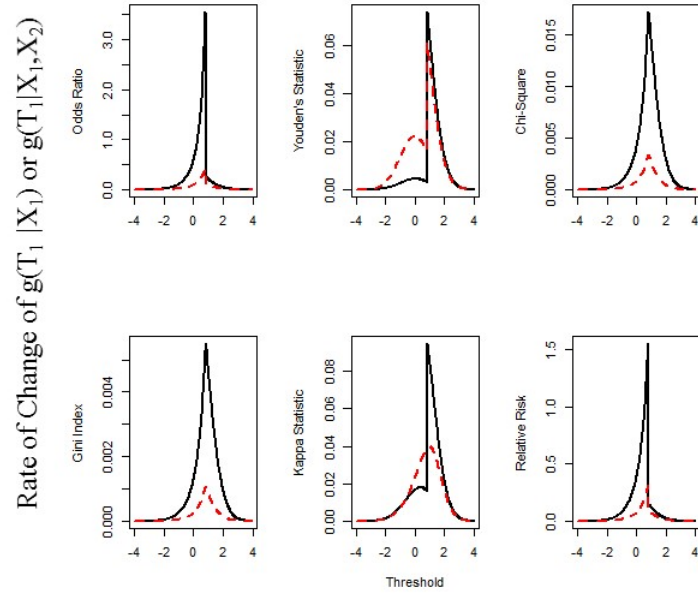 Rate of Change of g(T₁ |X₁) or g(T₁|X₁,X₂)
Odds Ratio
0.0 1.0 2.0 3.0
-4 -2 0 2 4
Youden's Statistic
0.00 0.02 0.04 0.06
-4 -2 0 2 4
Chi-Square
0.000 0.005 0.010 0.015
-4 -2 0 2 4
Gini Index
0.000 0.002 0.004
-4 -2 0 2 4
Kappa Statistic
0.00 0.02 0.04 0.06 0.08
-4 -2 0 2 4
Relative Risk
0.0 0.5 1.0 1.5
-4 -2 0 2 4
Threshold